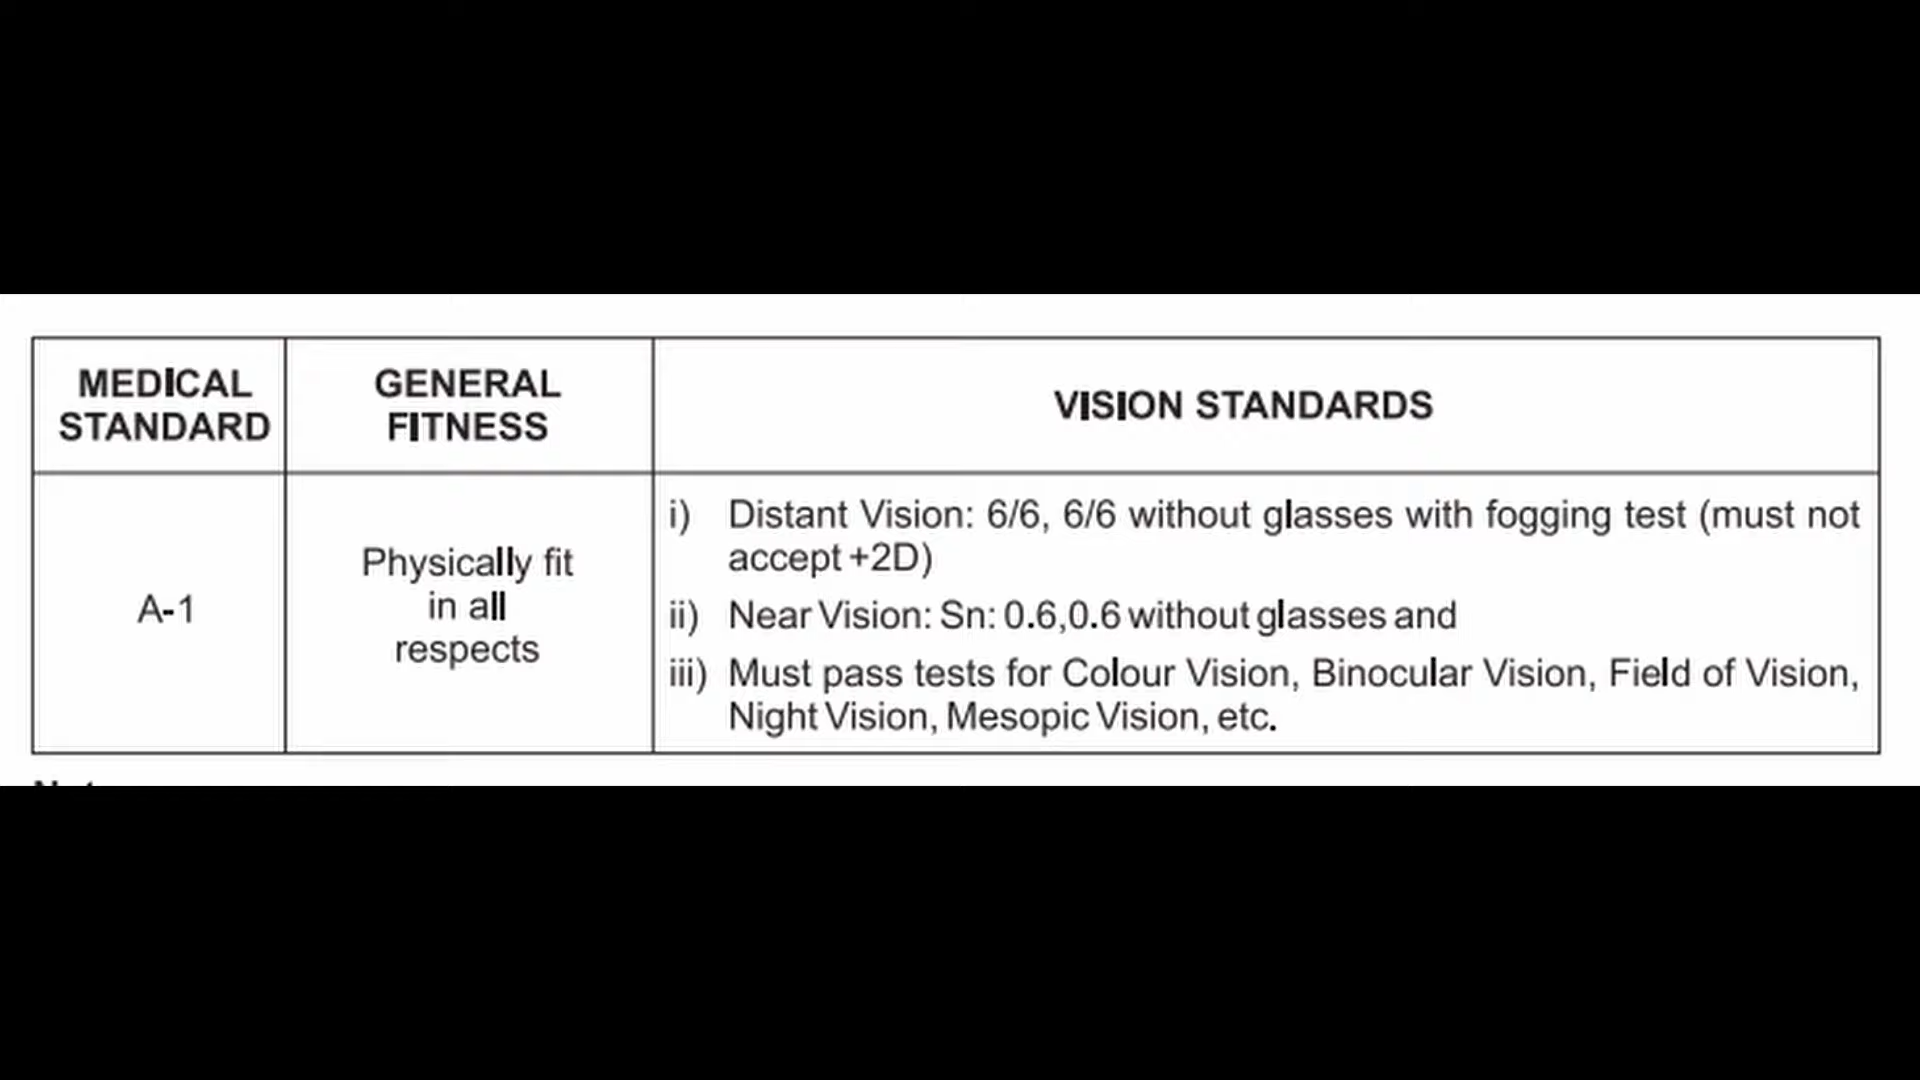 MEDICAL
STANDARD
GENERAL
FITNESS
VISION STANDARDS
A-1
Physically fit
in all
respects
i) Distant Vision: 6/6, 6/6 without glasses with fogging test (must not
accept +2D)
ii) Near Vision: Sn: 0.6,0.6 without glasses and
iii) Must pass tests for Colour Vision, Binocular Vision, Field of Vision,
Night Vision, Mesopic Vision, etc.